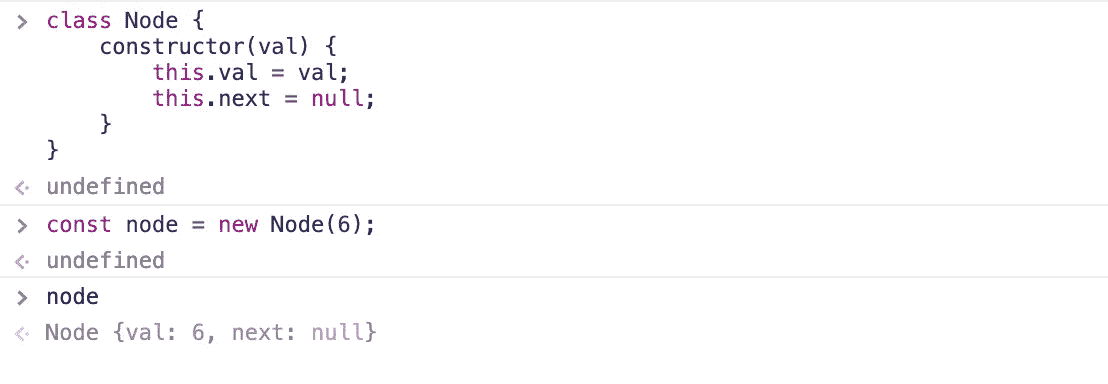 > class Node {
    constructor(val) {
        this.val = val;
        this.next = null;
    }
}
<· undefined
> const node = new Node(6);
<· undefined
> node
<· Node {val: 6, next: null}